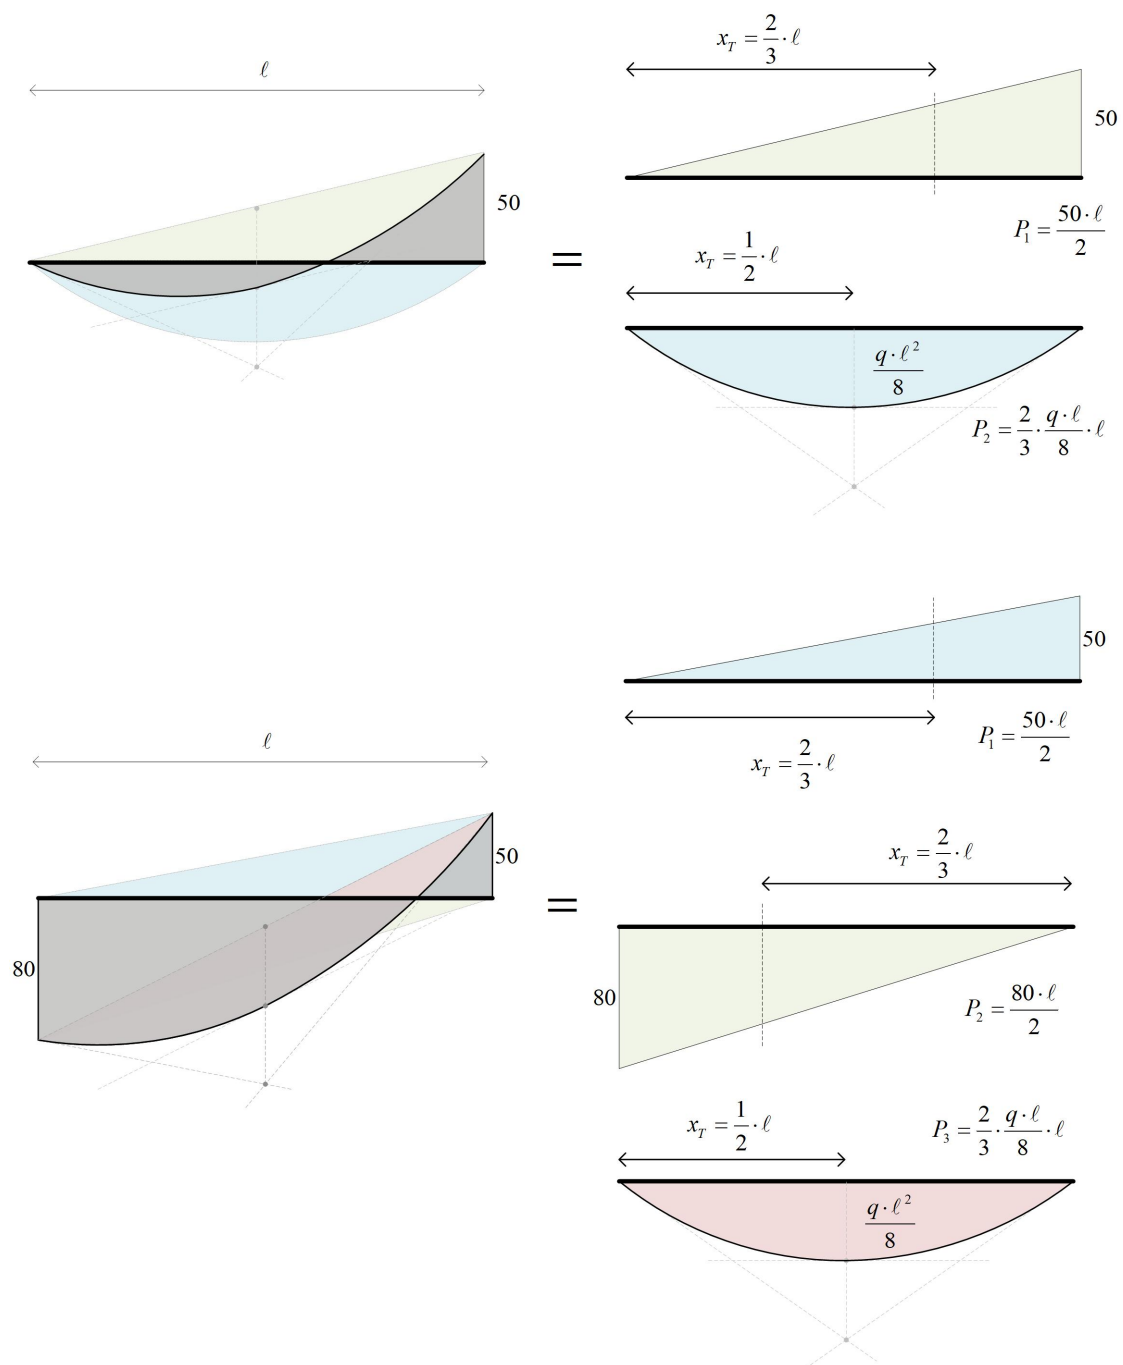 ℓ
50
=
x_T = 2/3 · ℓ
50
P_1 = 50 · ℓ / 2
x_T = 1/2 · ℓ
q · ℓ² / 8
P_2 = 2/3 · q · ℓ / 8 · ℓ
50
P_1 = 50 · ℓ / 2
x_T = 2/3 · ℓ
ℓ
50
80
=
x_T = 2/3 · ℓ
80
P_2 = 80 · ℓ / 2
x_T = 1/2 · ℓ
P_3 = 2/3 · q · ℓ / 8 · ℓ
q · ℓ² / 8